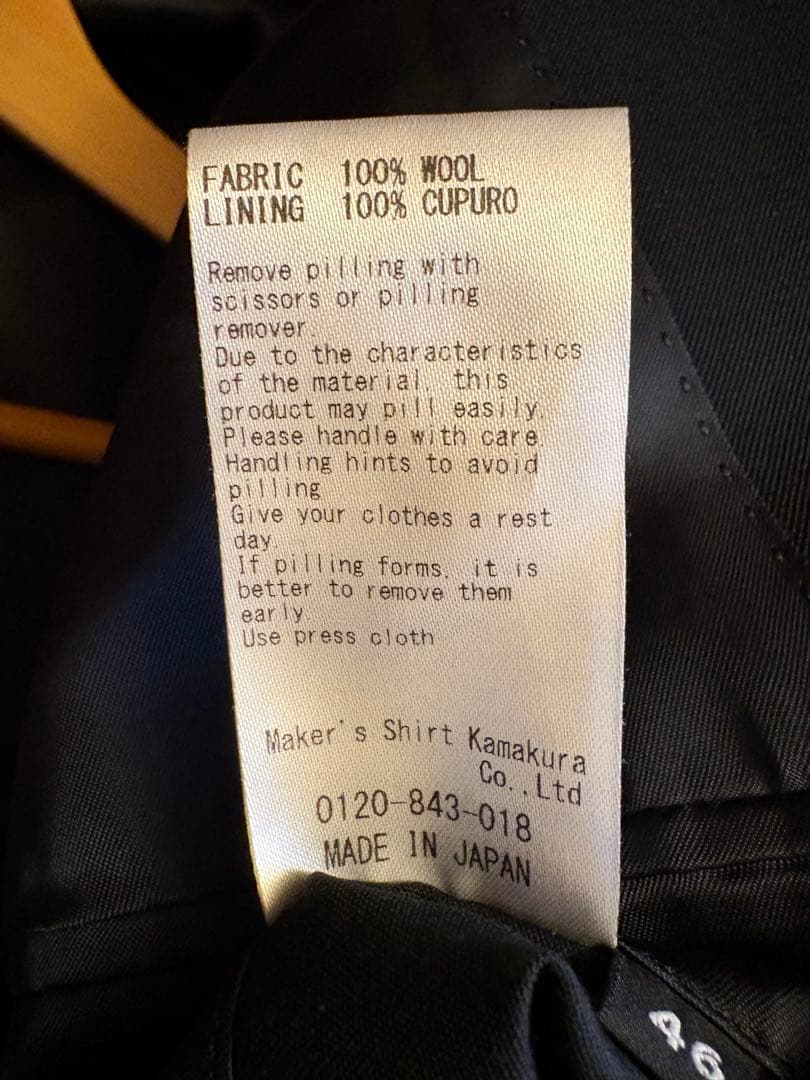 FABRIC 100% WOOL
LINING 100% CUPURO
Remove pilling with
scissors or pilling
remover.
Due to the characteristics
of the material, this
product may pill easily.
Please handle with care.
Handling hints to avoid
pilling
Give your clothes a rest
day.
If pilling forms, it is
better to remove them
early.
Use press cloth
Maker's Shirt Kamakura
Co.,Ltd
0120-843-018
MADE IN JAPAN
46